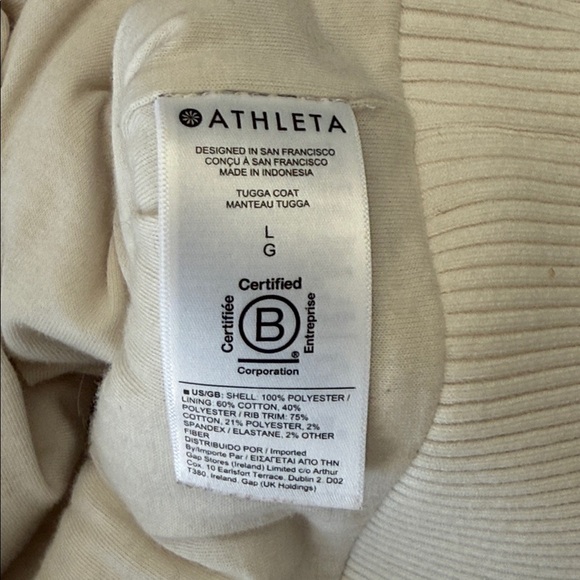 ATHLETA
DESIGNED IN SAN FRANCISCO
CONÇU À SAN FRANCISCO
MADE IN INDONESIA
TUGGA COAT
MANTEAU TUGGA
L
G
Certified
Certifiée
B
®
Entreprise
Corporation
■ US/GB: SHELL: 100% POLYESTER /
LINING: 60% COTTON, 40%
POLYESTER / RIB TRIM: 75%
COTTON, 21% POLYESTER, 2%
SPANDEX / ELASTANE, 2% OTHER
FIBER
DISTRIBUIDO POR / Imported
By/Importe Par / ΕΙΣΑΓΕΤΑΙ ΑΠΟ ΤΗΝ
Gap Stores (Ireland) Limited c/o Arthur
Cox. 10 Earlsfort Terrace. Dublin 2. D02
T380. Ireland. Gap (UK Holdings)